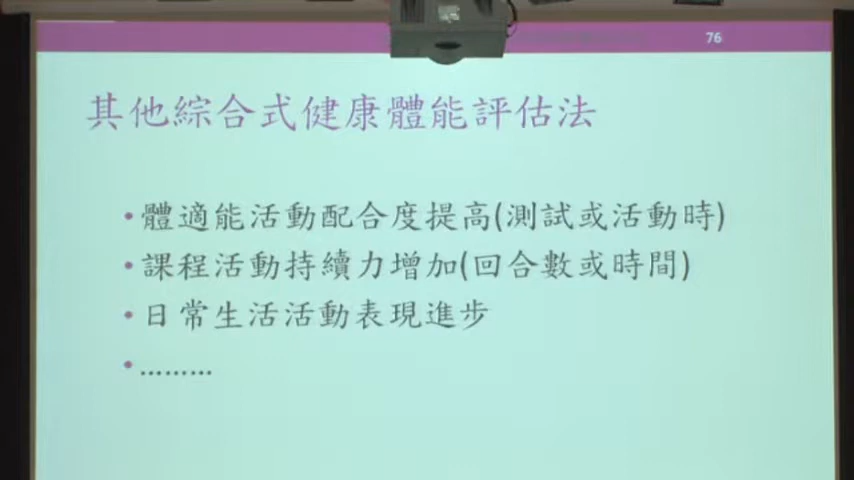 76
其他綜合式健康體能評估法
•體適能活動配合度提高(測試或活動時)
•課程活動持續力增加(回合數或時間)
•日常生活活動表現進步
•………